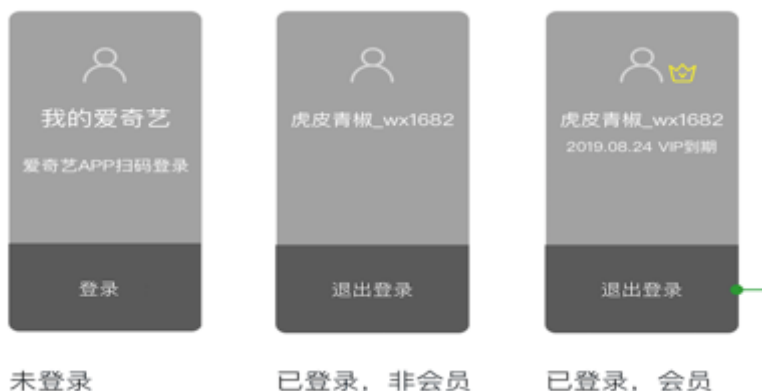 我的爱奇艺
爱奇艺APP扫码登录
登录
未登录
虎皮青椒_wx1682
退出登录
已登录，非会员
虎皮青椒_wx1682
2019.08.24 VIP到期
退出登录
已登录，会员